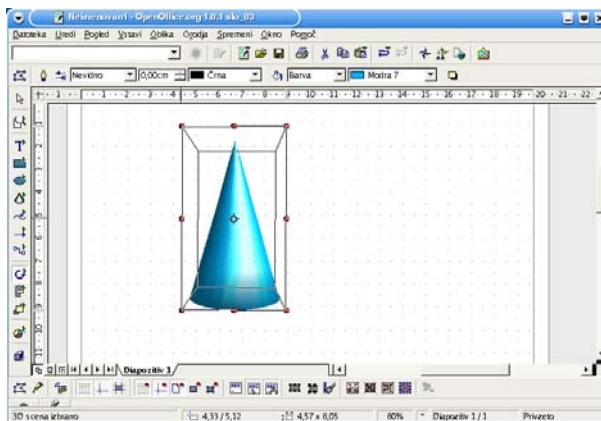 Neimenovan1 - OpenOffice.org 1.0.1 slo_03
Datoteka Uredi Pogled Vstavi Oblika Orodja Spremeni Okno Pomoč
Nevidno 0,00cm Črna Barva Modra 7
Diapozitiv 1
3D scena izbrano 4,33 / 5,12 4,57 x 8,05 80% * Diapozitiv 1 / 1 Privzeto